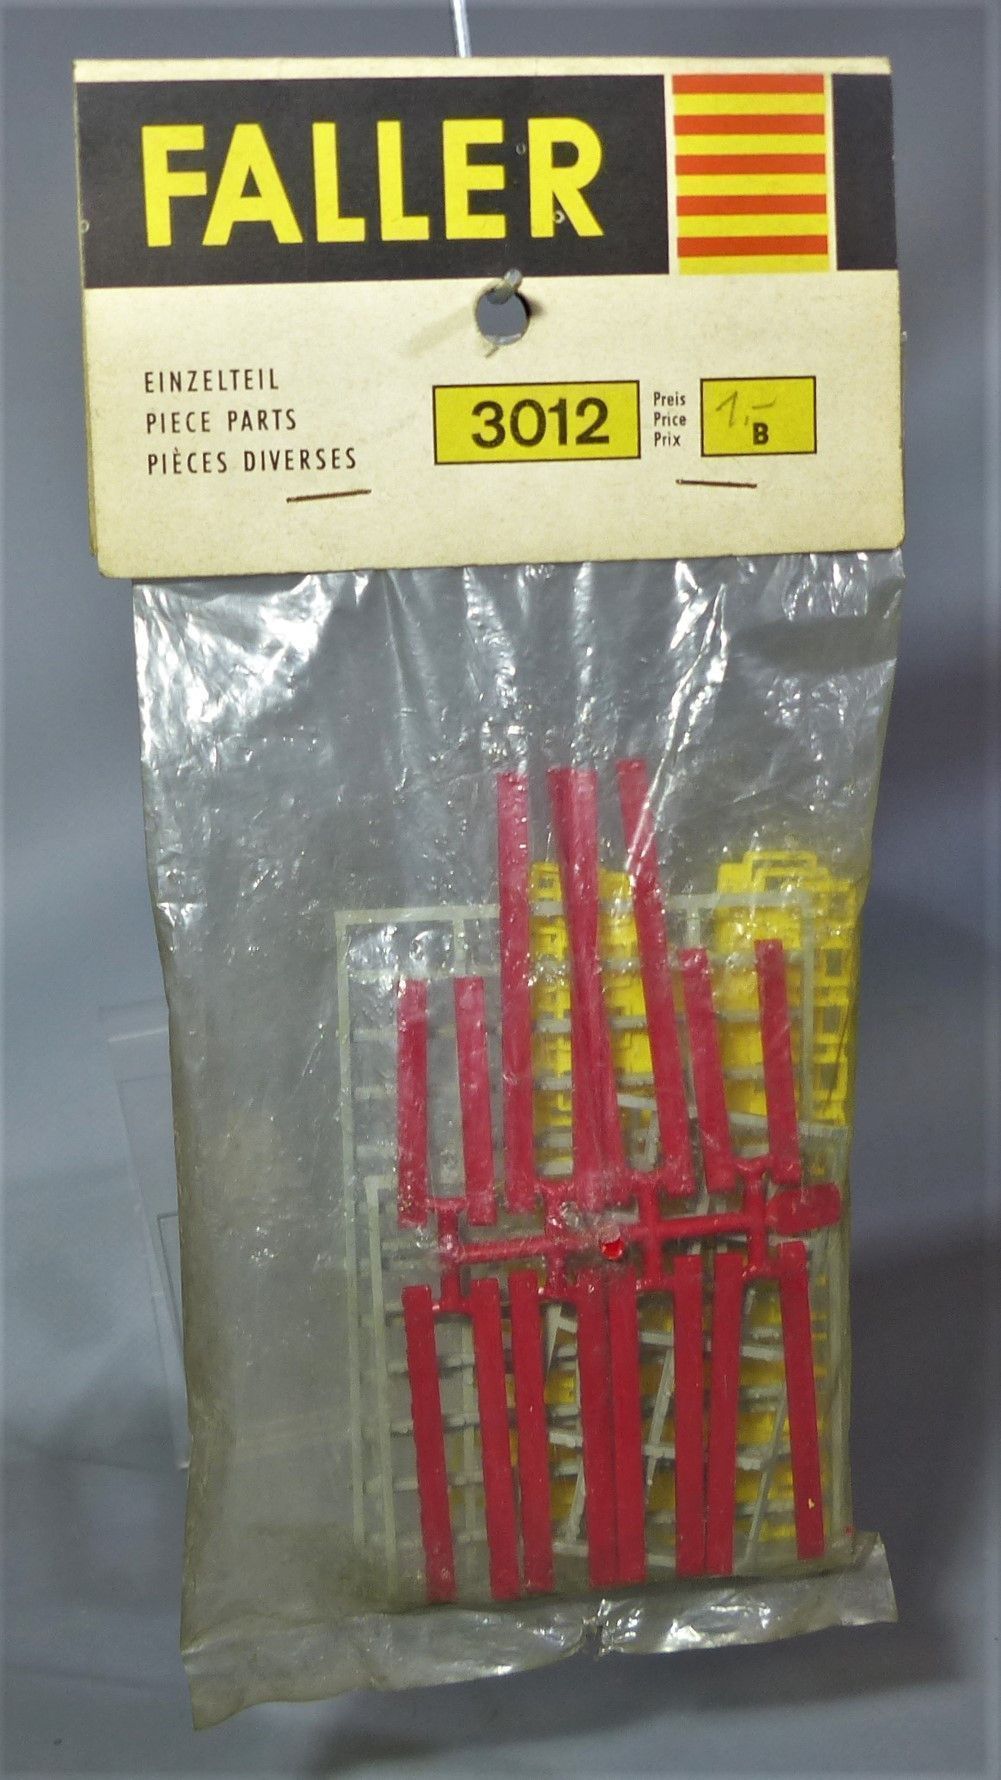 FALLER
EINZELTEIL
PIECE PARTS
PIÈCES DIVERSES
3012
Preis
Price
Prix
1,-
B